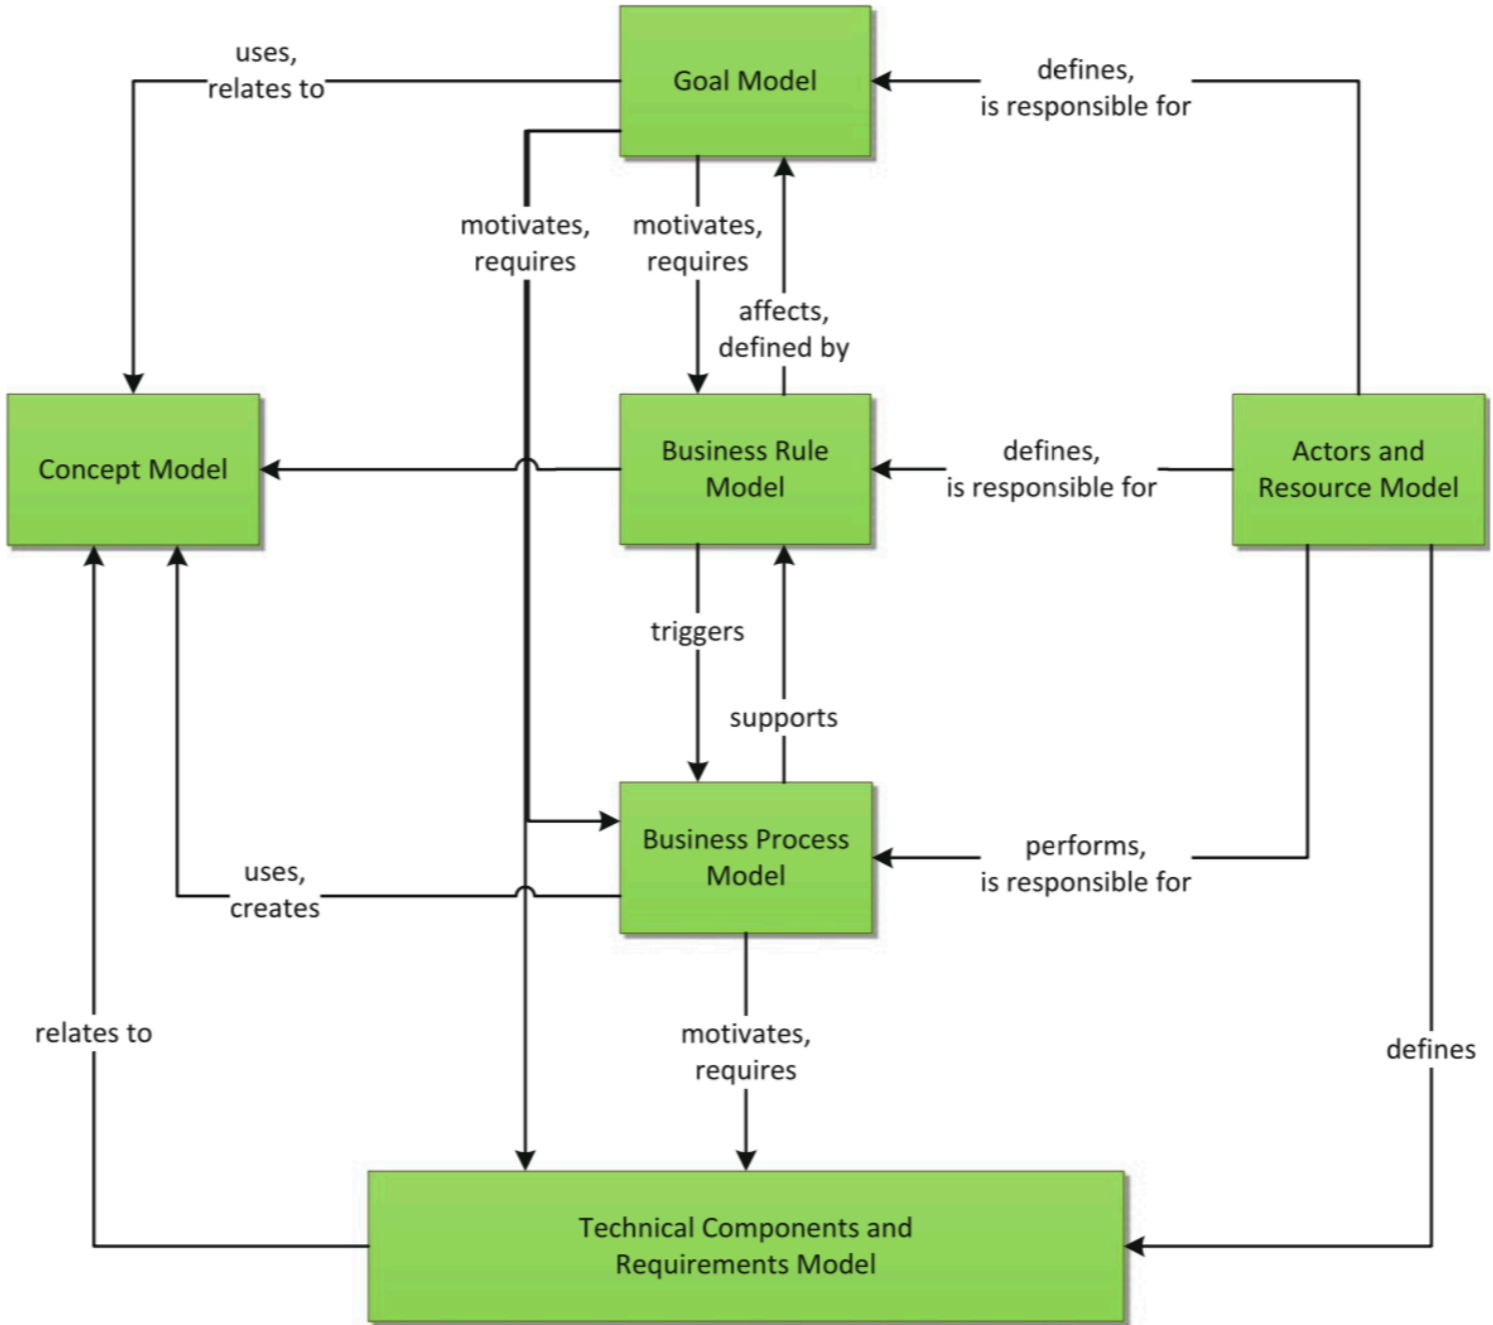 uses,
relates to
Goal Model
defines,
is responsible for
motivates,
requires
motivates,
requires
affects,
defined by
Concept Model
Business Rule
Model
defines,
is responsible for
Actors and
Resource Model
triggers
supports
uses,
creates
Business Process
Model
performs,
is responsible for
relates to
motivates,
requires
defines
Technical Components and
Requirements Model